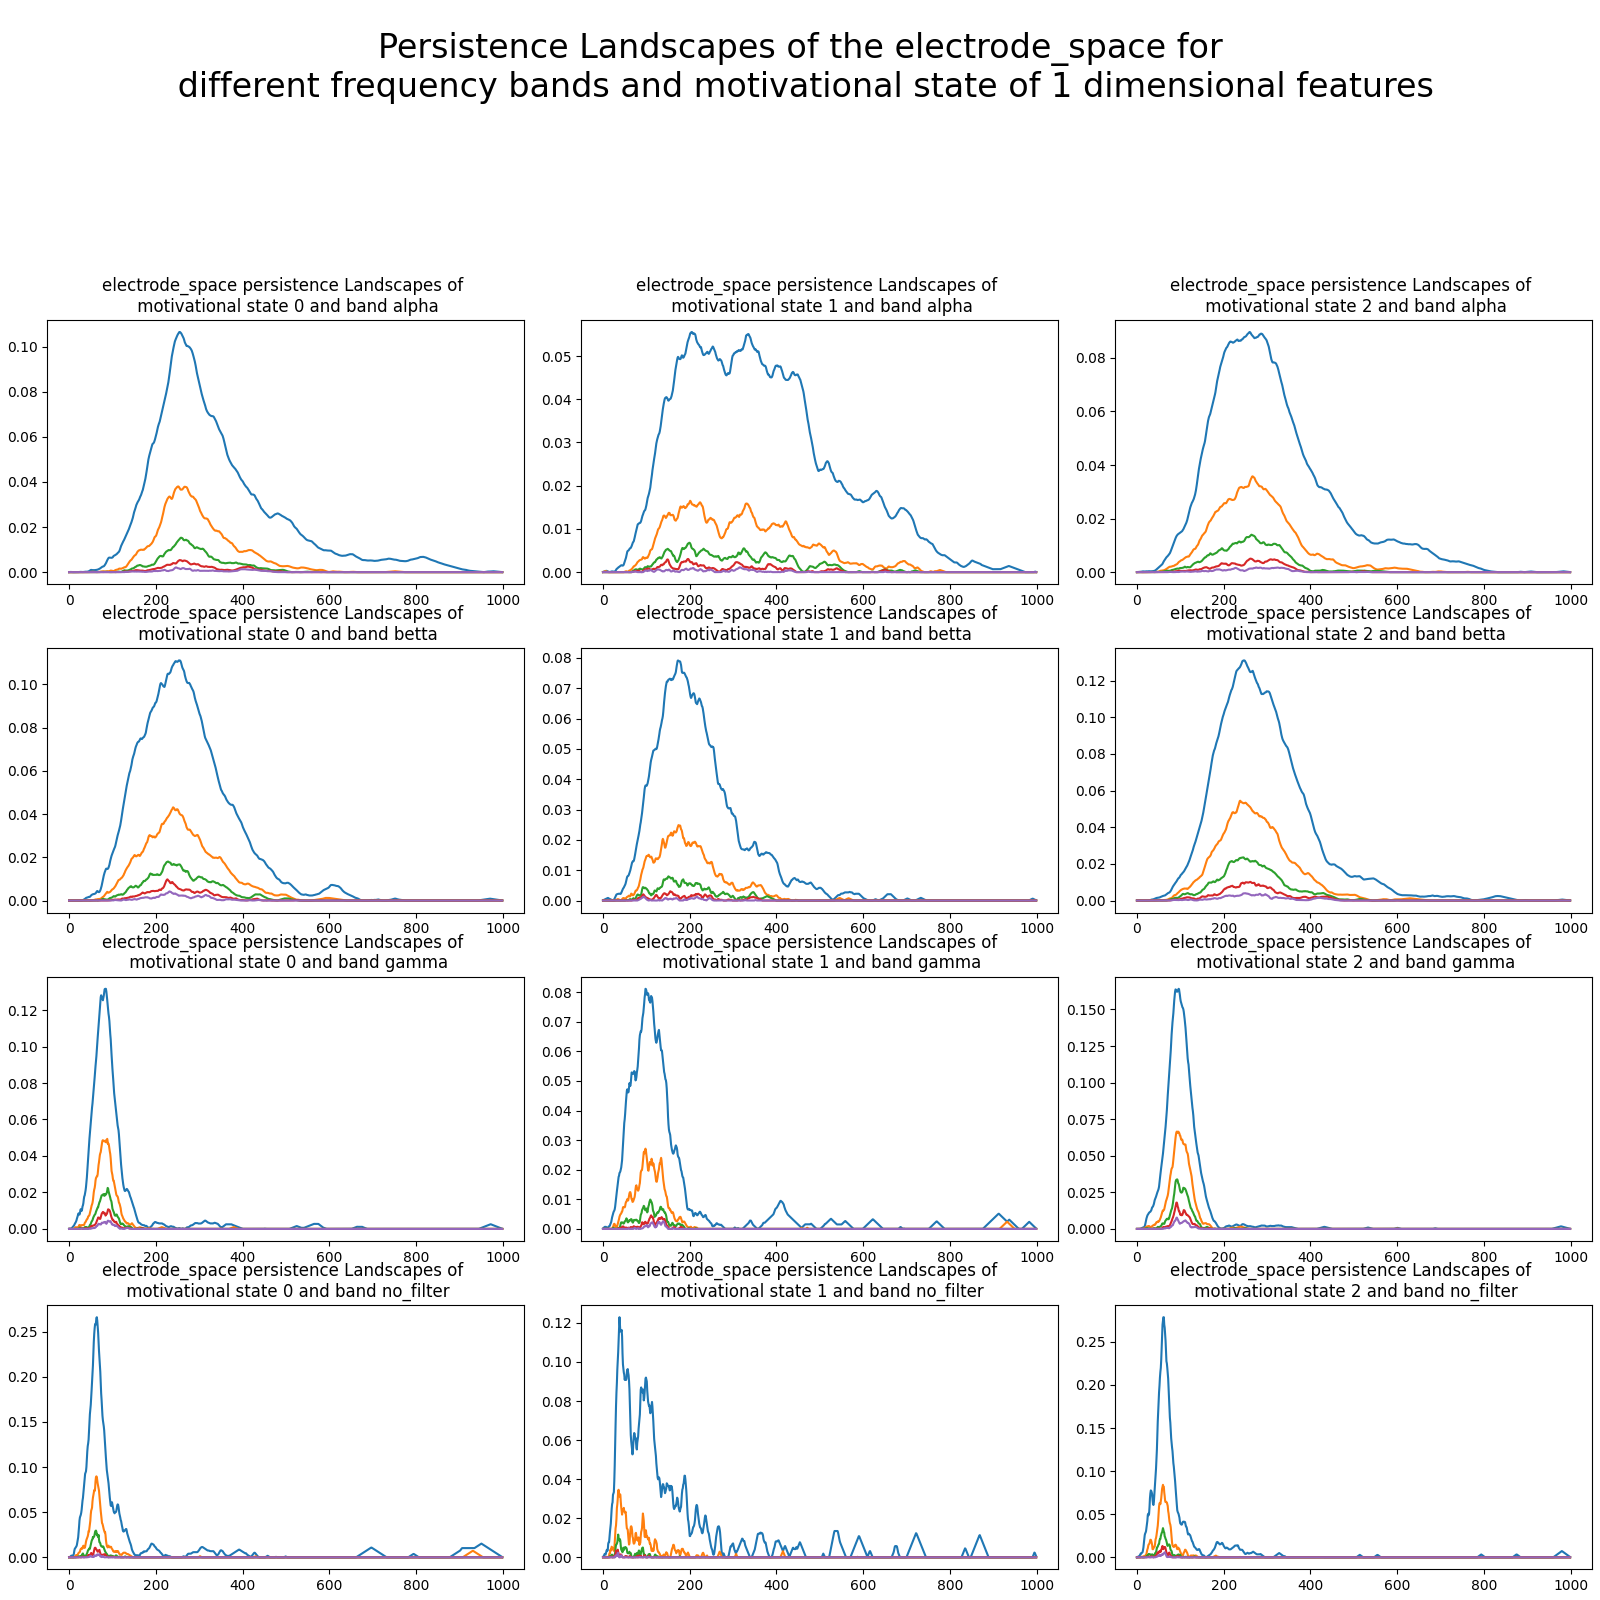 Persistence Landscapes of the electrode_space for
different frequency bands and motivational state of 1 dimensional features
electrode_space persistence Landscapes of
motivational state 0 and band alpha
0.10
0.08
0.06
0.04
0.02
0.00
0 200 400 600 800 1000
electrode_space persistence Landscapes of
motivational state 1 and band alpha
0.05
0.04
0.03
0.02
0.01
0.00
0 200 400 600 800 1000
electrode_space persistence Landscapes of
motivational state 2 and band alpha
0.08
0.06
0.04
0.02
0.00
0 200 400 600 800 1000
electrode_space persistence Landscapes of
motivational state 0 and band betta
0.10
0.08
0.06
0.04
0.02
0.00
0 200 400 600 800 1000
electrode_space persistence Landscapes of
motivational state 1 and band betta
0.08
0.07
0.06
0.05
0.04
0.03
0.02
0.01
0.00
0 200 400 600 800 1000
electrode_space persistence Landscapes of
motivational state 2 and band betta
0.12
0.10
0.08
0.06
0.04
0.02
0.00
0 200 400 600 800 1000
electrode_space persistence Landscapes of
motivational state 0 and band gamma
0.12
0.10
0.08
0.06
0.04
0.02
0.00
0 200 400 600 800 1000
electrode_space persistence Landscapes of
motivational state 1 and band gamma
0.08
0.07
0.06
0.05
0.04
0.03
0.02
0.01
0.00
0 200 400 600 800 1000
electrode_space persistence Landscapes of
motivational state 2 and band gamma
0.150
0.125
0.100
0.075
0.050
0.025
0.000
0 200 400 600 800 1000
electrode_space persistence Landscapes of
motivational state 0 and band no_filter
0.25
0.20
0.15
0.10
0.05
0.00
0 200 400 600 800 1000
electrode_space persistence Landscapes of
motivational state 1 and band no_filter
0.12
0.10
0.08
0.06
0.04
0.02
0.00
0 200 400 600 800 1000
electrode_space persistence Landscapes of
motivational state 2 and band no_filter
0.25
0.20
0.15
0.10
0.05
0.00
0 200 400 600 800 1000